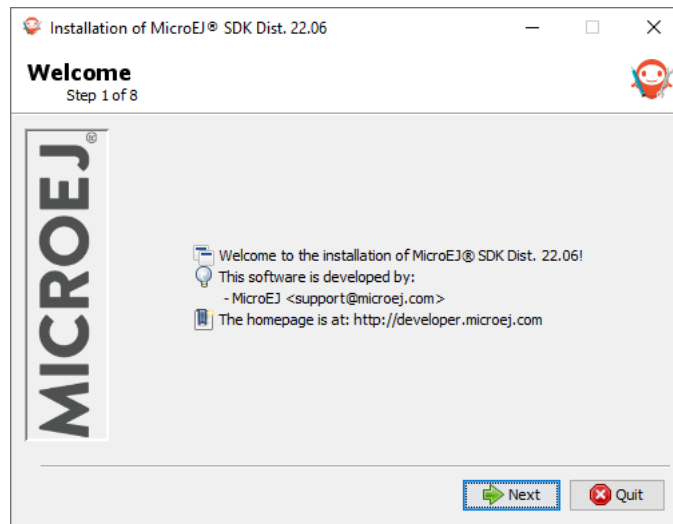 Installation of MicroEJ® SDK Dist. 22.06
Welcome
Step 1 of 8
MICROEJ®
Welcome to the installation of MicroEJ® SDK Dist. 22.06!
This software is developed by:
- MicroEJ <support@microej.com>
The homepage is at: http://developer.microej.com
Next
Quit